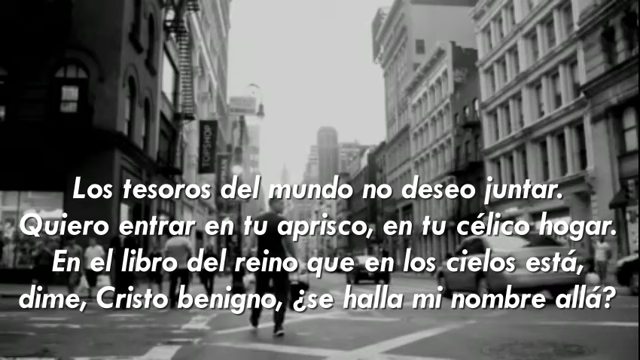 TOPSHOP
Los tesoros del mundo no deseo juntar.
Quiero entrar en tu aprisco, en tu célico hogar.
En el libro del reino que en los cielos está,
dime, Cristo benigno, ¿se halla mi nombre allá?